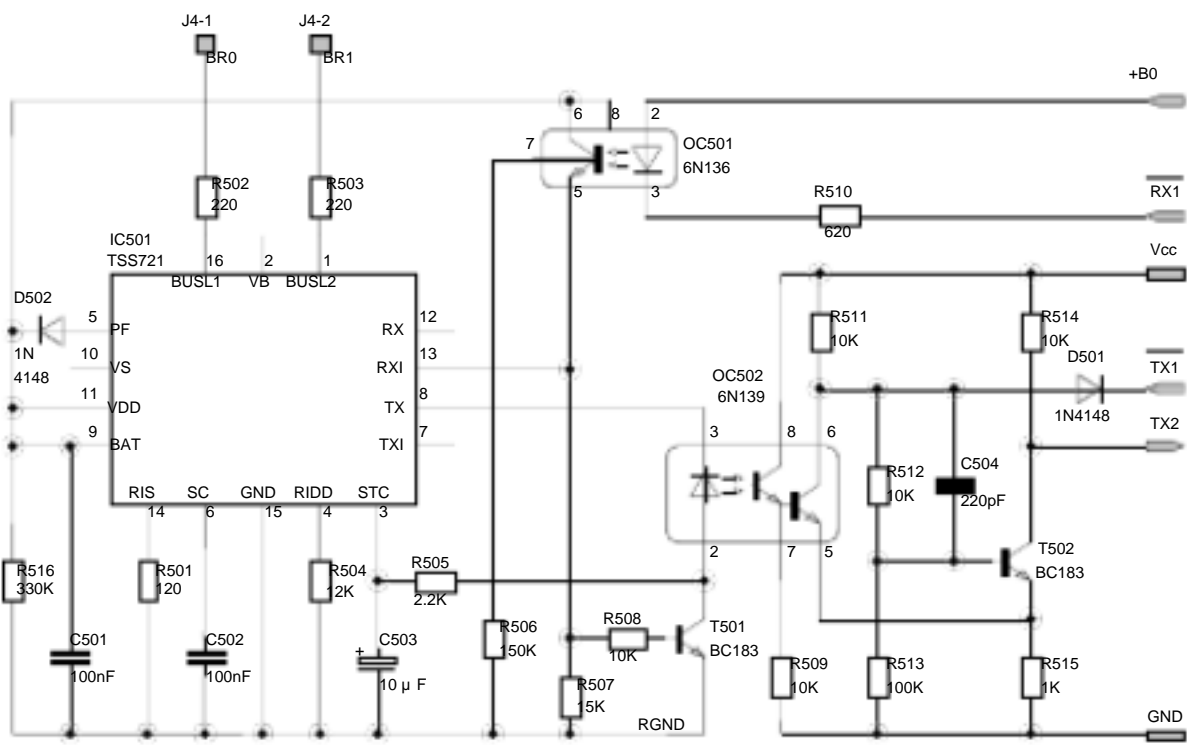 J4-1
J4-2
BR0
BR1
+B0
6
8
2
7
OC501
6N136
5
3
R502
220
R503
220
R510
620
RX1
IC501
TSS721
16
2
1
BUSL1
VB
BUSL2
Vcc
D502
1N
4148
5
PF
RX
12
10
VS
RXI
13
11
VDD
TX
8
9
BAT
TXI
7
R511
10K
R514
10K
D501
1N4148
TX1
TX2
OC502
6N139
3
8
6
2
7
5
R512
10K
C504
220pF
RIS
SC
GND
RIDD
STC
14
6
15
4
3
T502
BC183
R516
330K
R501
120
R504
12K
R505
2.2K
C501
100nF
C502
100nF
+
C503
10 µ F
R506
150K
R508
10K
T501
BC183
R507
15K
R509
10K
R513
100K
R515
1K
RGND
GND